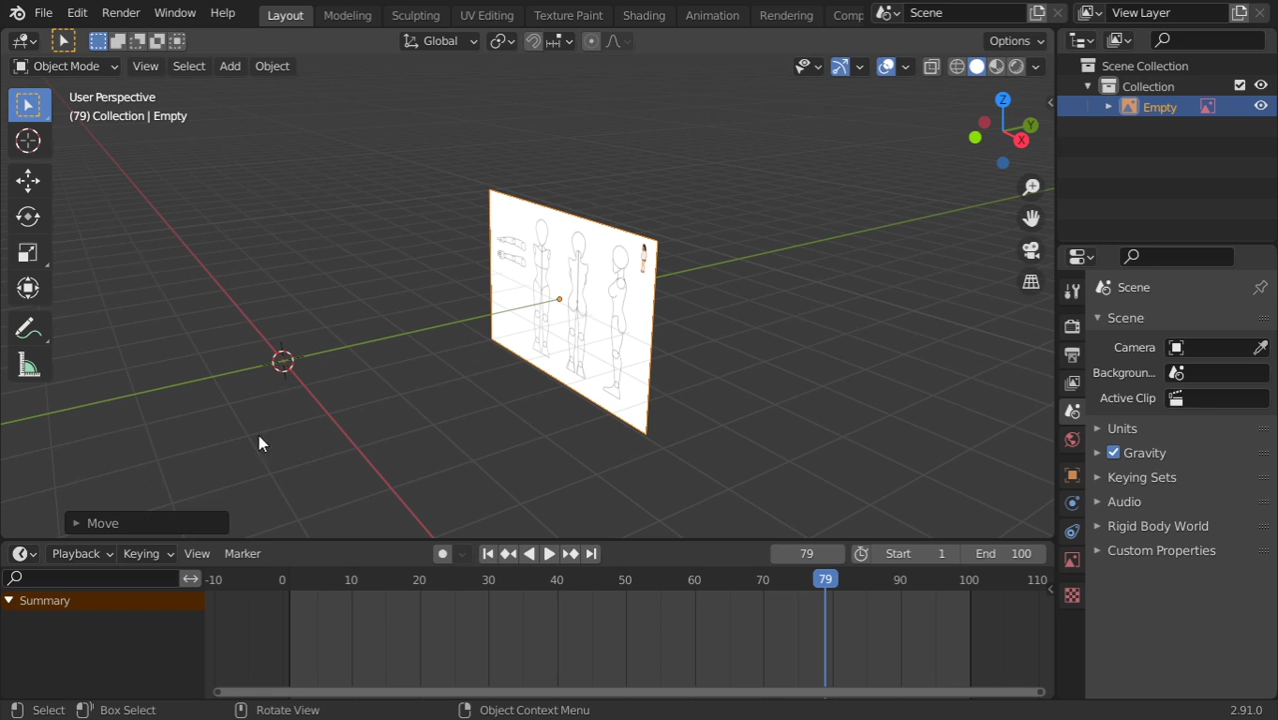 File Edit Render Window Help Layout Modeling Sculpting UV Editing Texture Paint Shading Animation Rendering Comp Scene View Layer
Global Options
Object Mode View Select Add Object
User Perspective
(79) Collection | Empty
Z
Y
X
Move
Scene Collection
Collection
Empty
Scene
Scene
Camera
Backgroun...
Active Clip
Units
Gravity
Keying Sets
Audio
Rigid Body World
Custom Properties
Playback Keying View Marker 79 Start 1 End 100
-10 0 10 20 30 40 50 60 70 79 90 100 110
Summary
Select Box Select Rotate View Object Context Menu 2.91.0